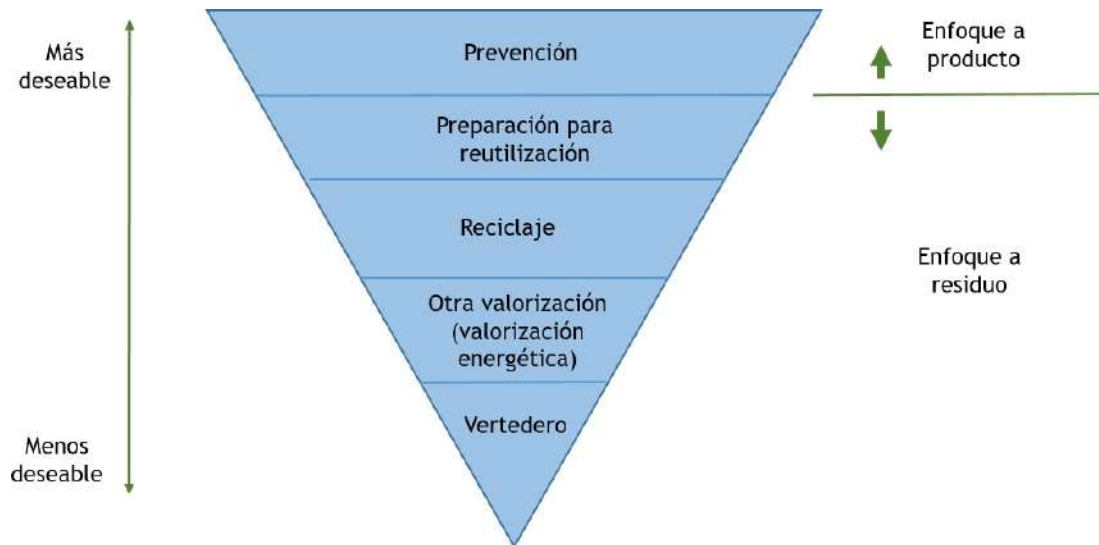 Más
deseable
Prevención
Enfoque a
producto
Preparación para
reutilización
Reciclaje
Enfoque a
residuo
Otra valorización
(valorización
energética)
Vertedero
Menos
deseable